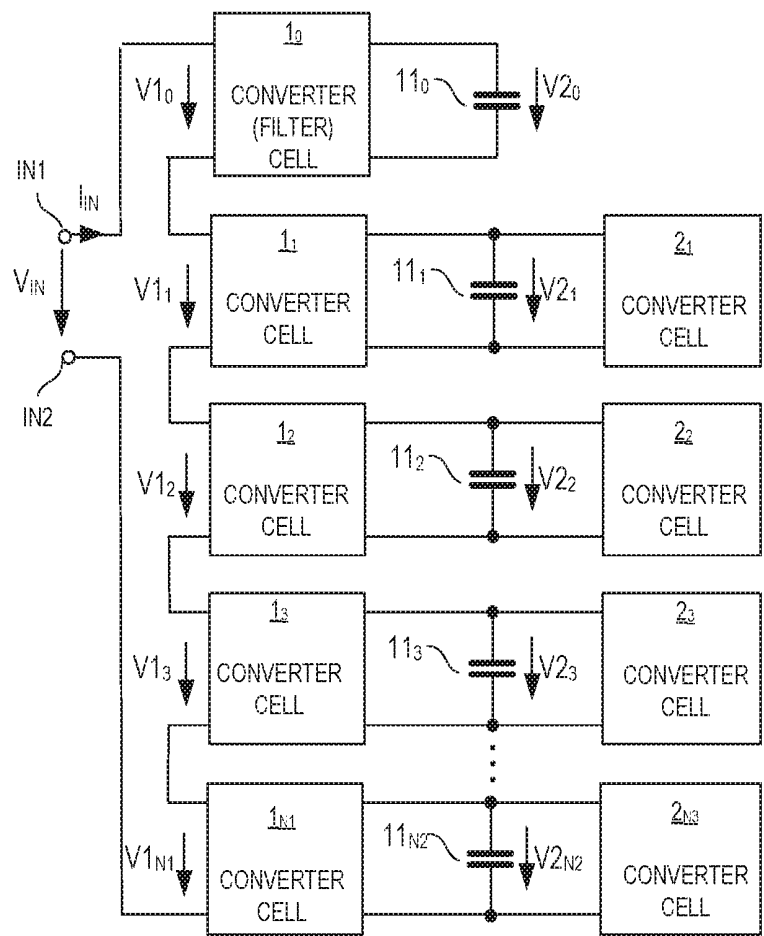 1₀
CONVERTER
(FILTER)
CELL
V1₀
11₀
V2₀
IN1
I_IN
V_IN
IN2
1₁
CONVERTER
CELL
V1₁
11₁
V2₁
2₁
CONVERTER
CELL
1₂
CONVERTER
CELL
V1₂
11₂
V2₂
2₂
CONVERTER
CELL
1₃
CONVERTER
CELL
V1₃
11₃
V2₃
2₃
CONVERTER
CELL
1_N1
CONVERTER
CELL
V1_N1
11_N2
V2_N2
2_N3
CONVERTER
CELL